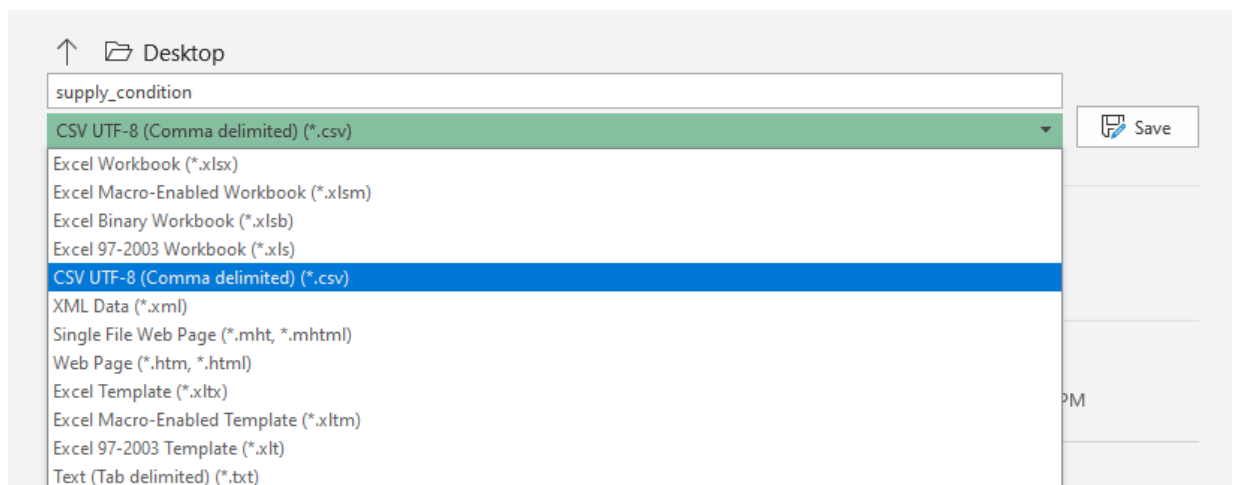 Desktop
supply_condition
CSV UTF-8 (Comma delimited) (*.csv)
Save
Excel Workbook (*.xlsx)
Excel Macro-Enabled Workbook (*.xlsm)
Excel Binary Workbook (*.xlsb)
Excel 97-2003 Workbook (*.xls)
CSV UTF-8 (Comma delimited) (*.csv)
XML Data (*.xml)
Single File Web Page (*.mht, *.mhtml)
Web Page (*.htm, *.html)
Excel Template (*.xltx)
Excel Macro-Enabled Template (*.xltm)
PM
Excel 97-2003 Template (*.xlt)
Text (Tab delimited) (*.txt)